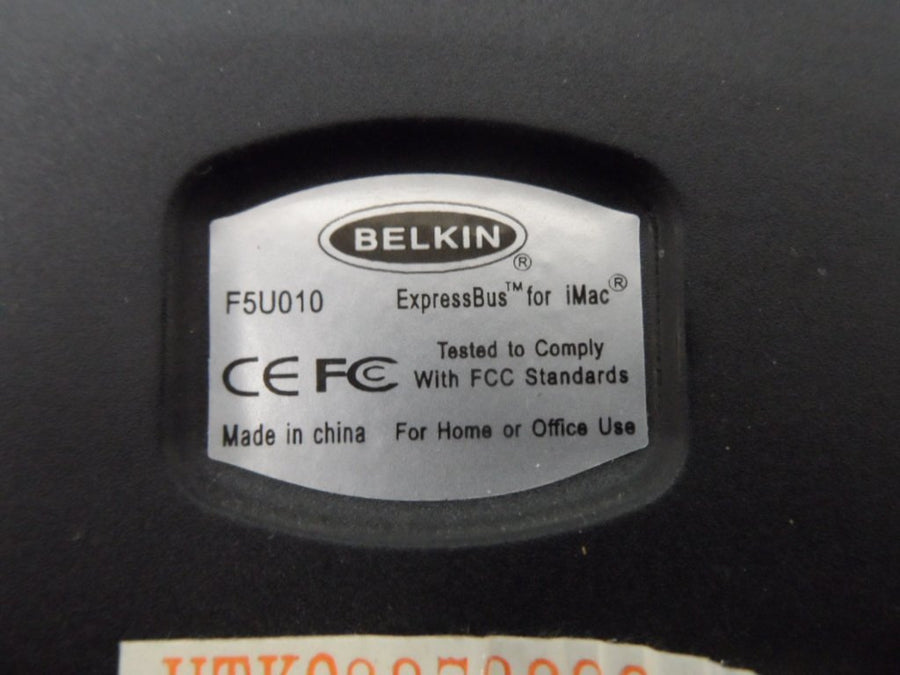 BELKIN®
F5U010 ExpressBus™ for iMac®
CE FC Tested to Comply
With FCC Standards
Made in china For Home or Office Use